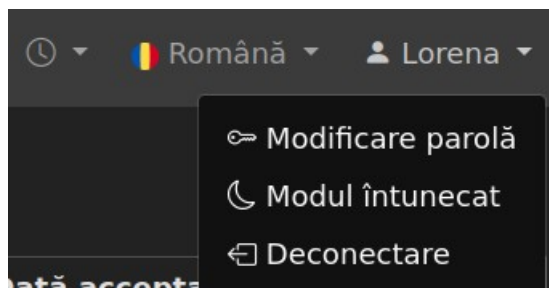 Română Lorena
Modificare parolă
Modul întunecat
Deconectare